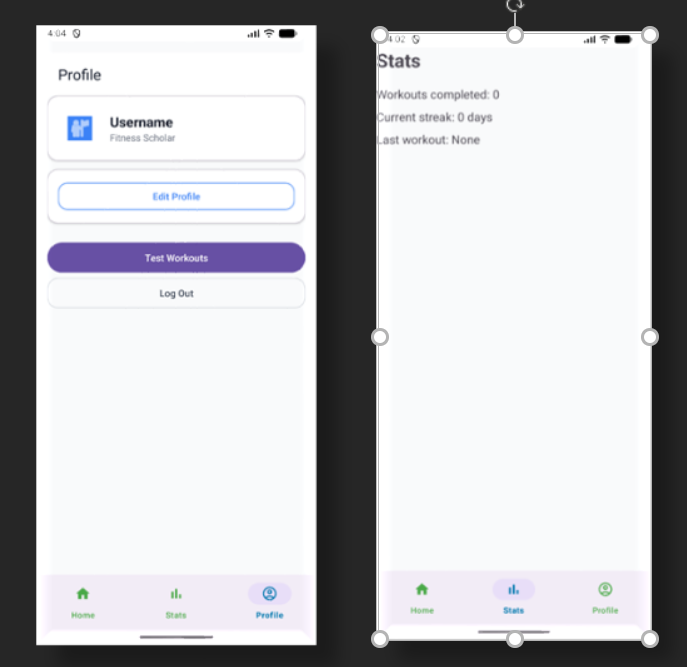 4:04
Profile
Username
Fitness Scholar
Edit Profile
Test Workouts
Log Out
Home Stats Profile
4:02
Stats
Workouts completed: 0
Current streak: 0 days
Last workout: None
Home Stats Profile